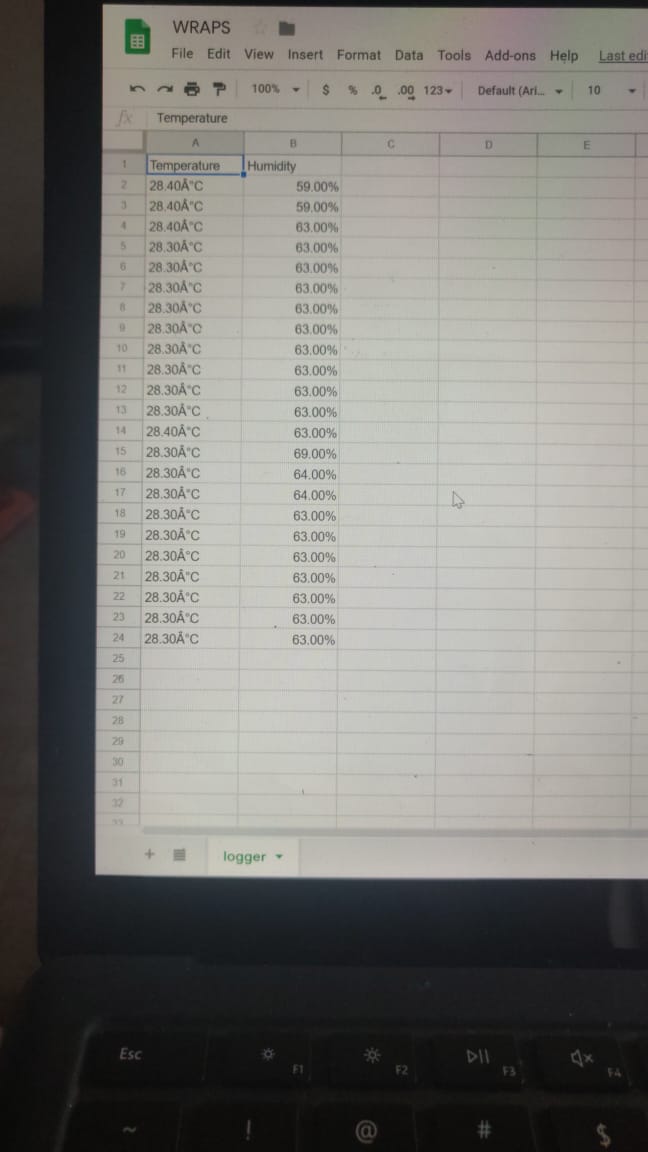 WRAPS
File Edit View Insert Format Data Tools Add-ons Help Last edi
100% $ % .0 .00 123 Default (Ari... 10
fx Temperature
A B C D E
1 Temperature Humidity
2 28.40Â°C 59.00%
3 28.40Â°C 59.00%
4 28.40Â°C 63.00%
5 28.30Â°C 63.00%
6 28.30Â°C 63.00%
7 28.30Â°C 63.00%
8 28.30Â°C 63.00%
9 28.30Â°C 63.00%
10 28.30Â°C 63.00%
11 28.30Â°C 63.00%
12 28.30Â°C 63.00%
13 28.30Â°C 63.00%
14 28.40Â°C 63.00%
15 28.30Â°C 69.00%
16 28.30Â°C 64.00%
17 28.30Â°C 64.00%
18 28.30Â°C 63.00%
19 28.30Â°C 63.00%
20 28.30Â°C 63.00%
21 28.30Â°C 63.00%
22 28.30Â°C 63.00%
23 28.30Â°C 63.00%
24 28.30Â°C 63.00%
25
26
27
28
29
30
31
32
33
+ logger
Esc F1 F2 F3 F4
~ ! @ # $